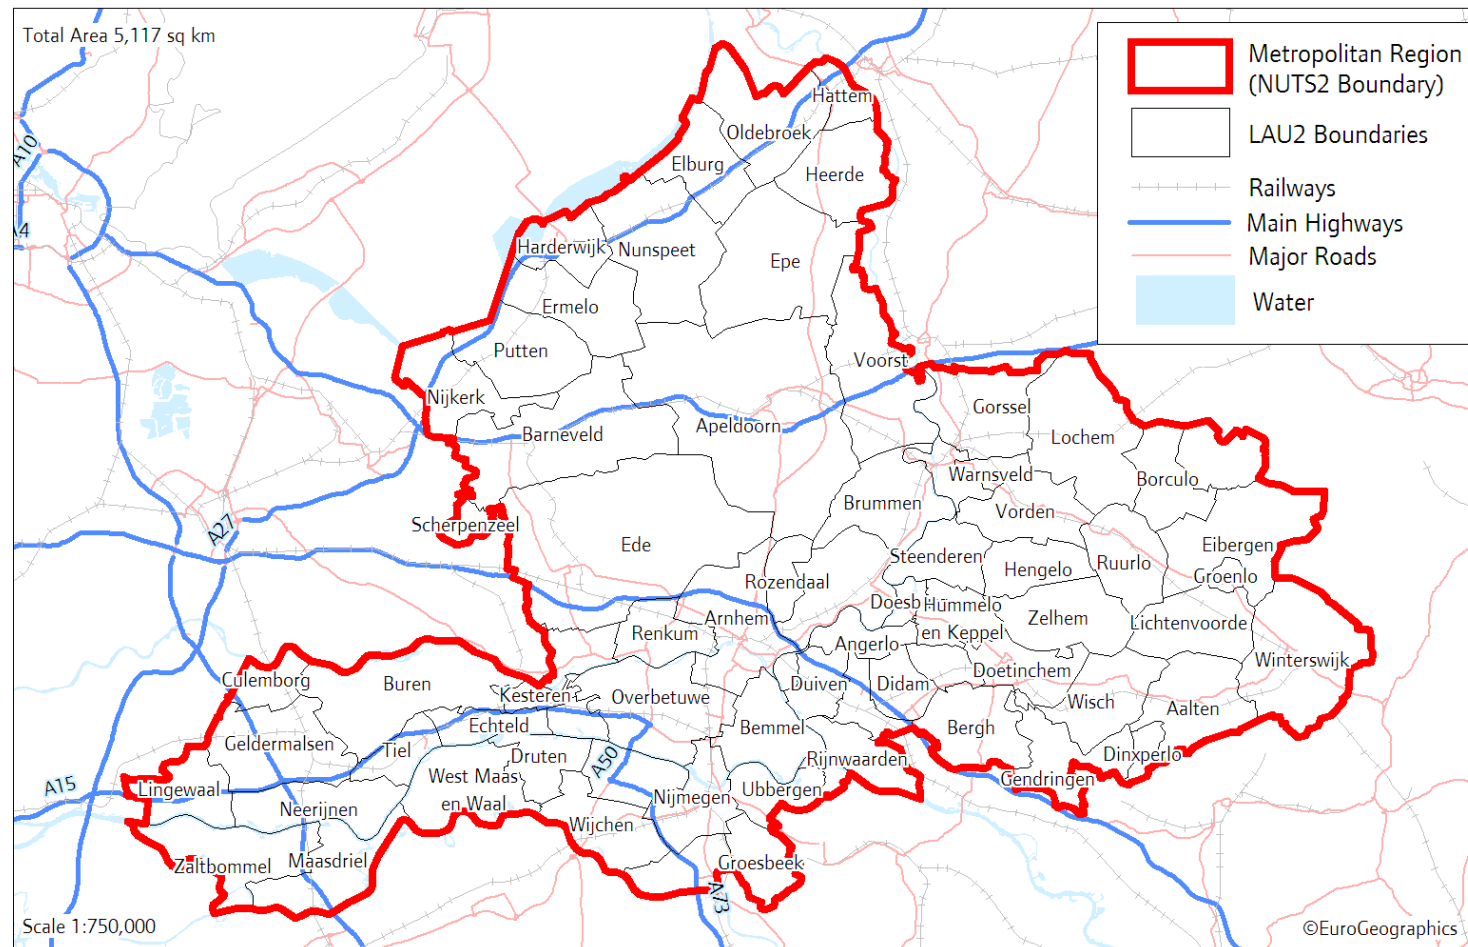 Total Area 5,117 sq km
Metropolitan Region
(NUTS2 Boundary)
LAU2 Boundaries
Railways
Main Highways
Major Roads
Water
A10
A4
A27
A15
A50
A73
Hattem
Oldebroek
Elburg
Heerde
Harderwijk
Nunspeet
Epe
Ermelo
Putten
Voorst
Nijkerk
Gorssel
Barneveld
Apeldoorn
Lochem
Warnsveld
Borculo
Brummen
Vorden
Scherpenzeel
Ede
Eibergen
Steenderen
Hengelo
Ruurlo
Groenlo
Rozendaal
Doesb
Hummelo
en Keppel
Zelhem
Lichtenvoorde
Arnhem
Renkum
Angerlo
Winterswijk
Doetinchem
Culemborg
Buren
Kesteren
Overbetuwe
Duiven
Didam
Wisch
Aalten
Echteld
Bemmel
Bergh
Geldermalsen
Tiel
Druten
Rijnwaarden
Dinxperlo
Gendringen
Lingewaal
West Maas
en Waal
Ubbergen
Nijmegen
Neerijnen
Wijchen
Zaltbommel
Maasdriel
Groesbeek
Scale 1:750,000
©EuroGeographics